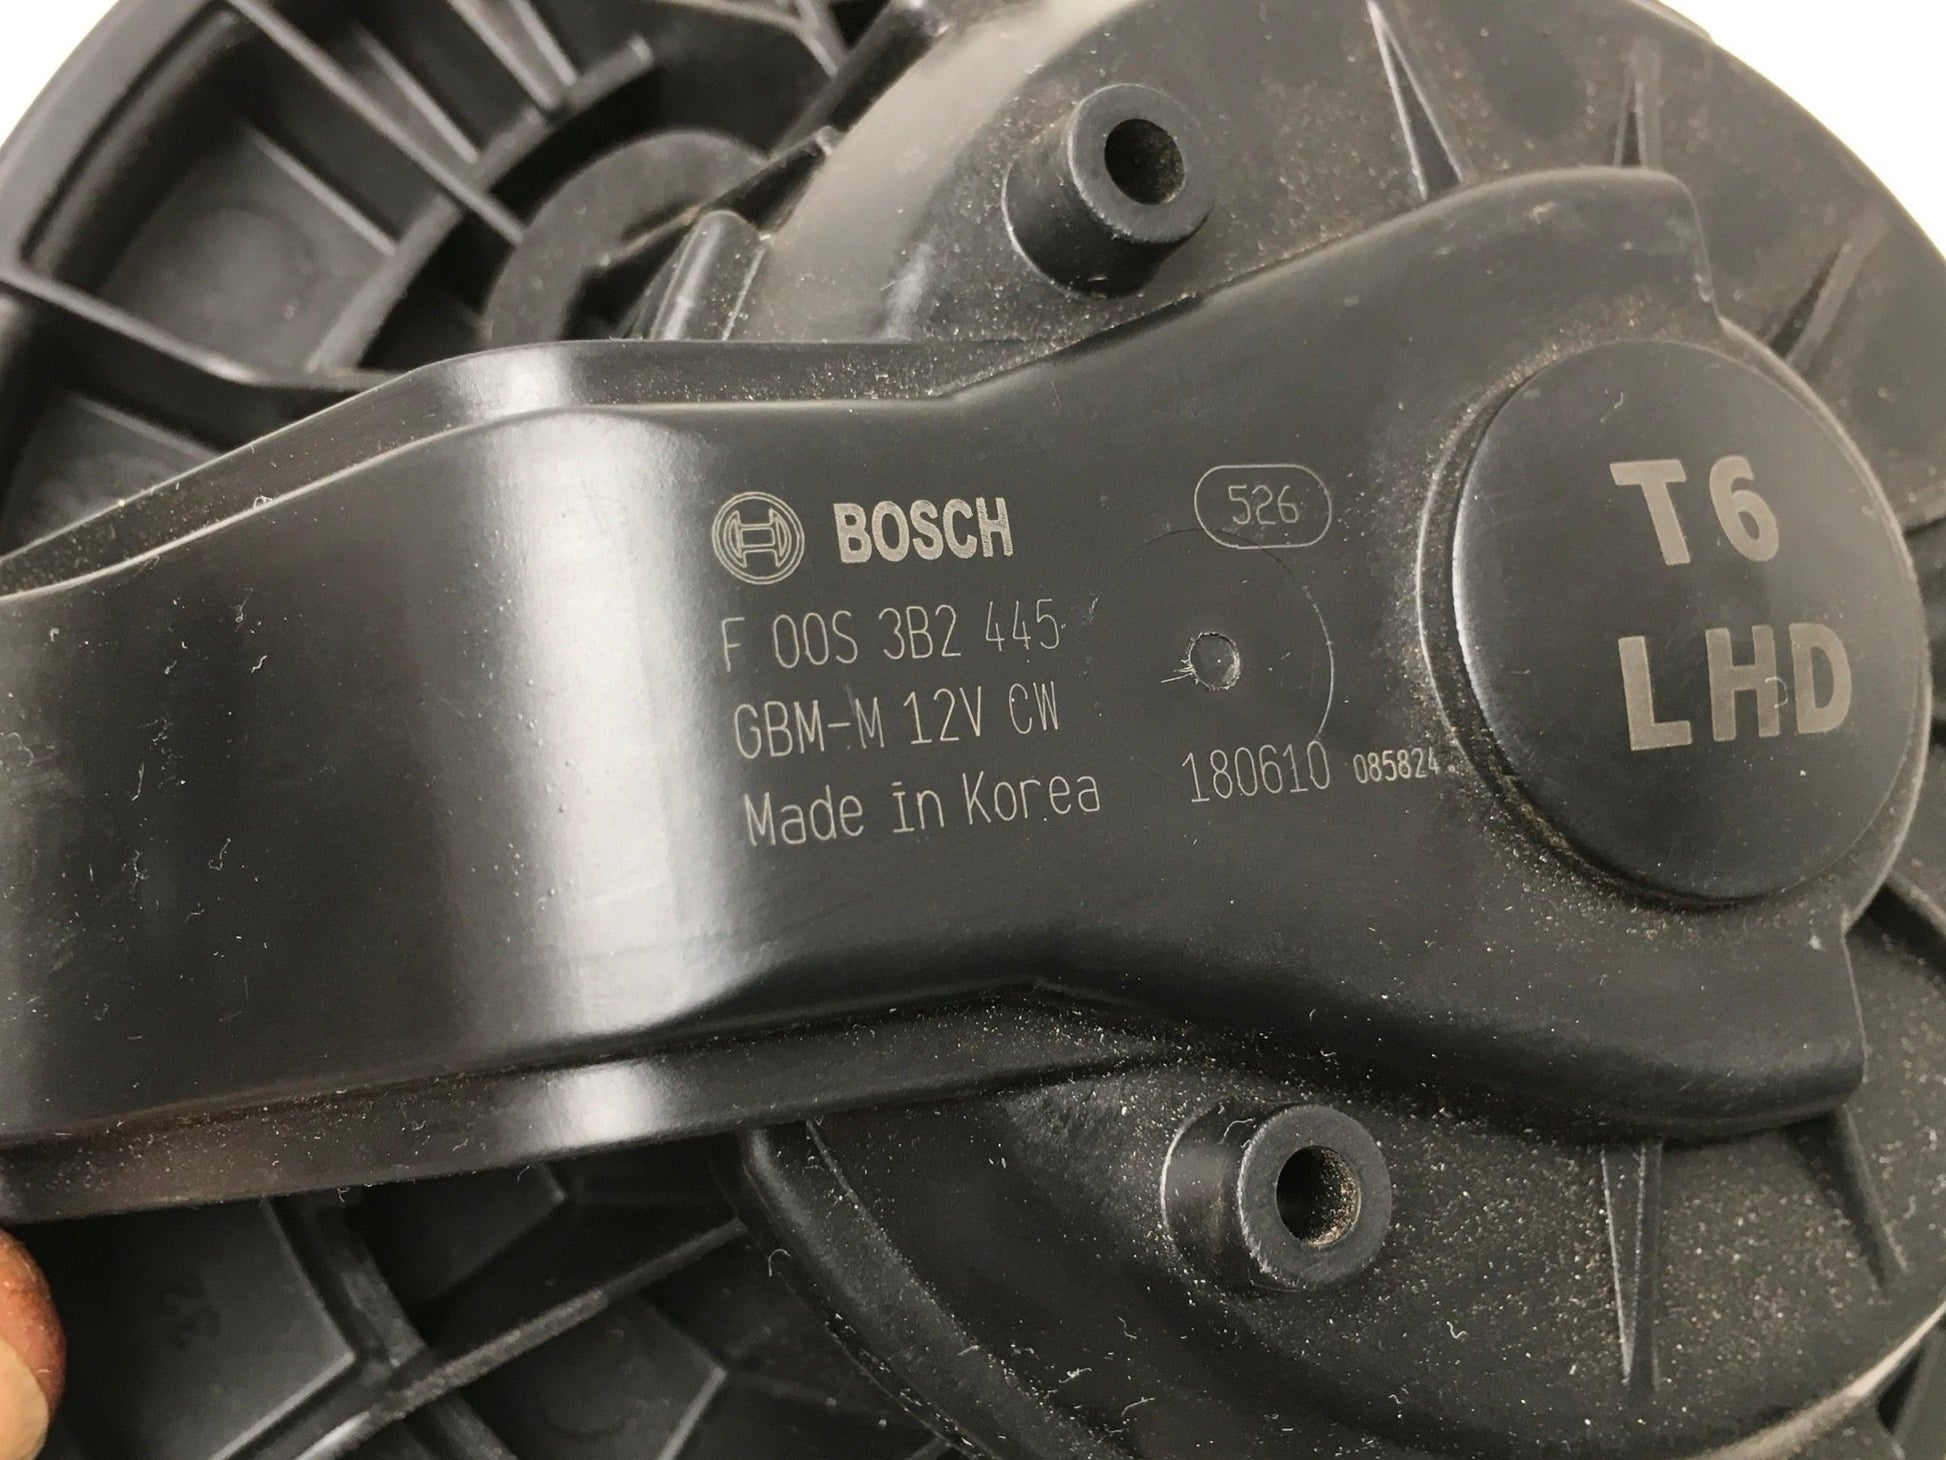 BOSCH
526
F 00S 3B2 445
GBM-M 12V CW
Made in Korea
180610 085824
T6
LHD